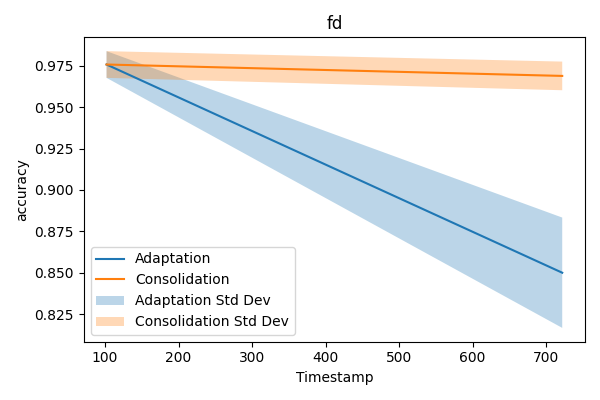 fd
accuracy
0.975
0.950
0.925
0.900
0.875
0.850
0.825
Adaptation
Consolidation
Adaptation Std Dev
Consolidation Std Dev
100 200 300 400 500 600 700
Timestamp